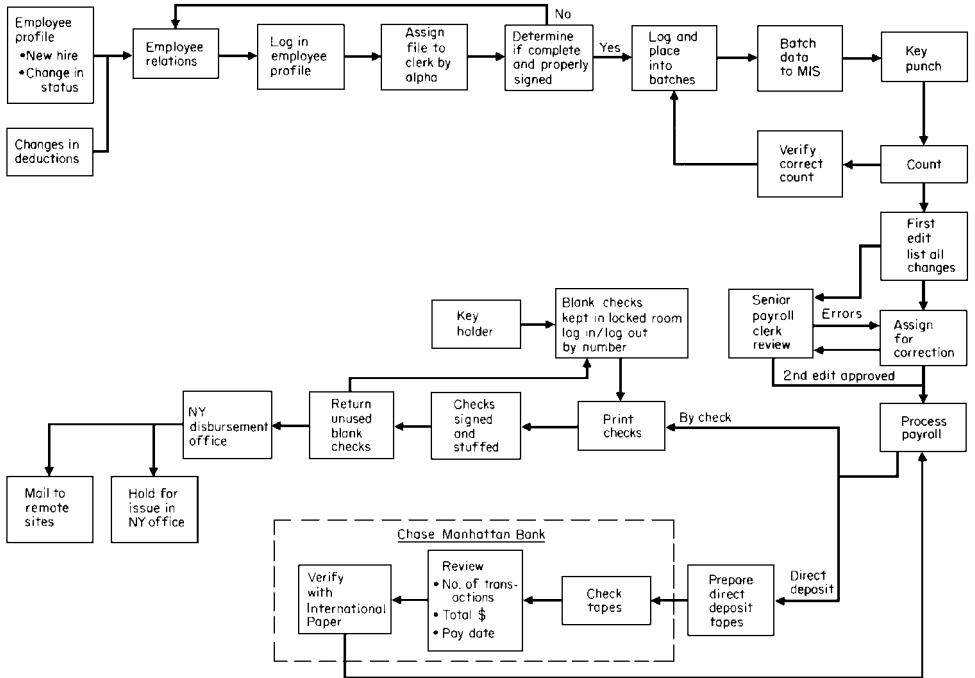 Employee
profile
•New hire
•Change in
status
Changes in
deductions
Employee
relations
Log in
employee
profile
Assign
file to
clerk by
alpha
No
Determine
if complete
and properly
signed
Yes
Log and
place
into
batches
Batch
data
to MIS
Key
punch
Verify
correct
count
Count
First
edit
list all
changes
Senior
payroll
clerk
review
Errors
Assign
for
correction
2nd edit approved
Process
payroll
Key
holder
Blank checks
kept in locked room
log in/log out
by number
By check
Print
checks
Checks
signed
and
stuffed
Return
unused
blank
checks
NY
disbursement
office
Mail to
remote
sites
Hold for
issue in
NY office
Direct
deposit
Prepare
direct
deposit
tapes
Chase Manhattan Bank
Check
tapes
Review
• No. of trans-
actions
• Total $
• Pay date
Verify
with
International
Paper